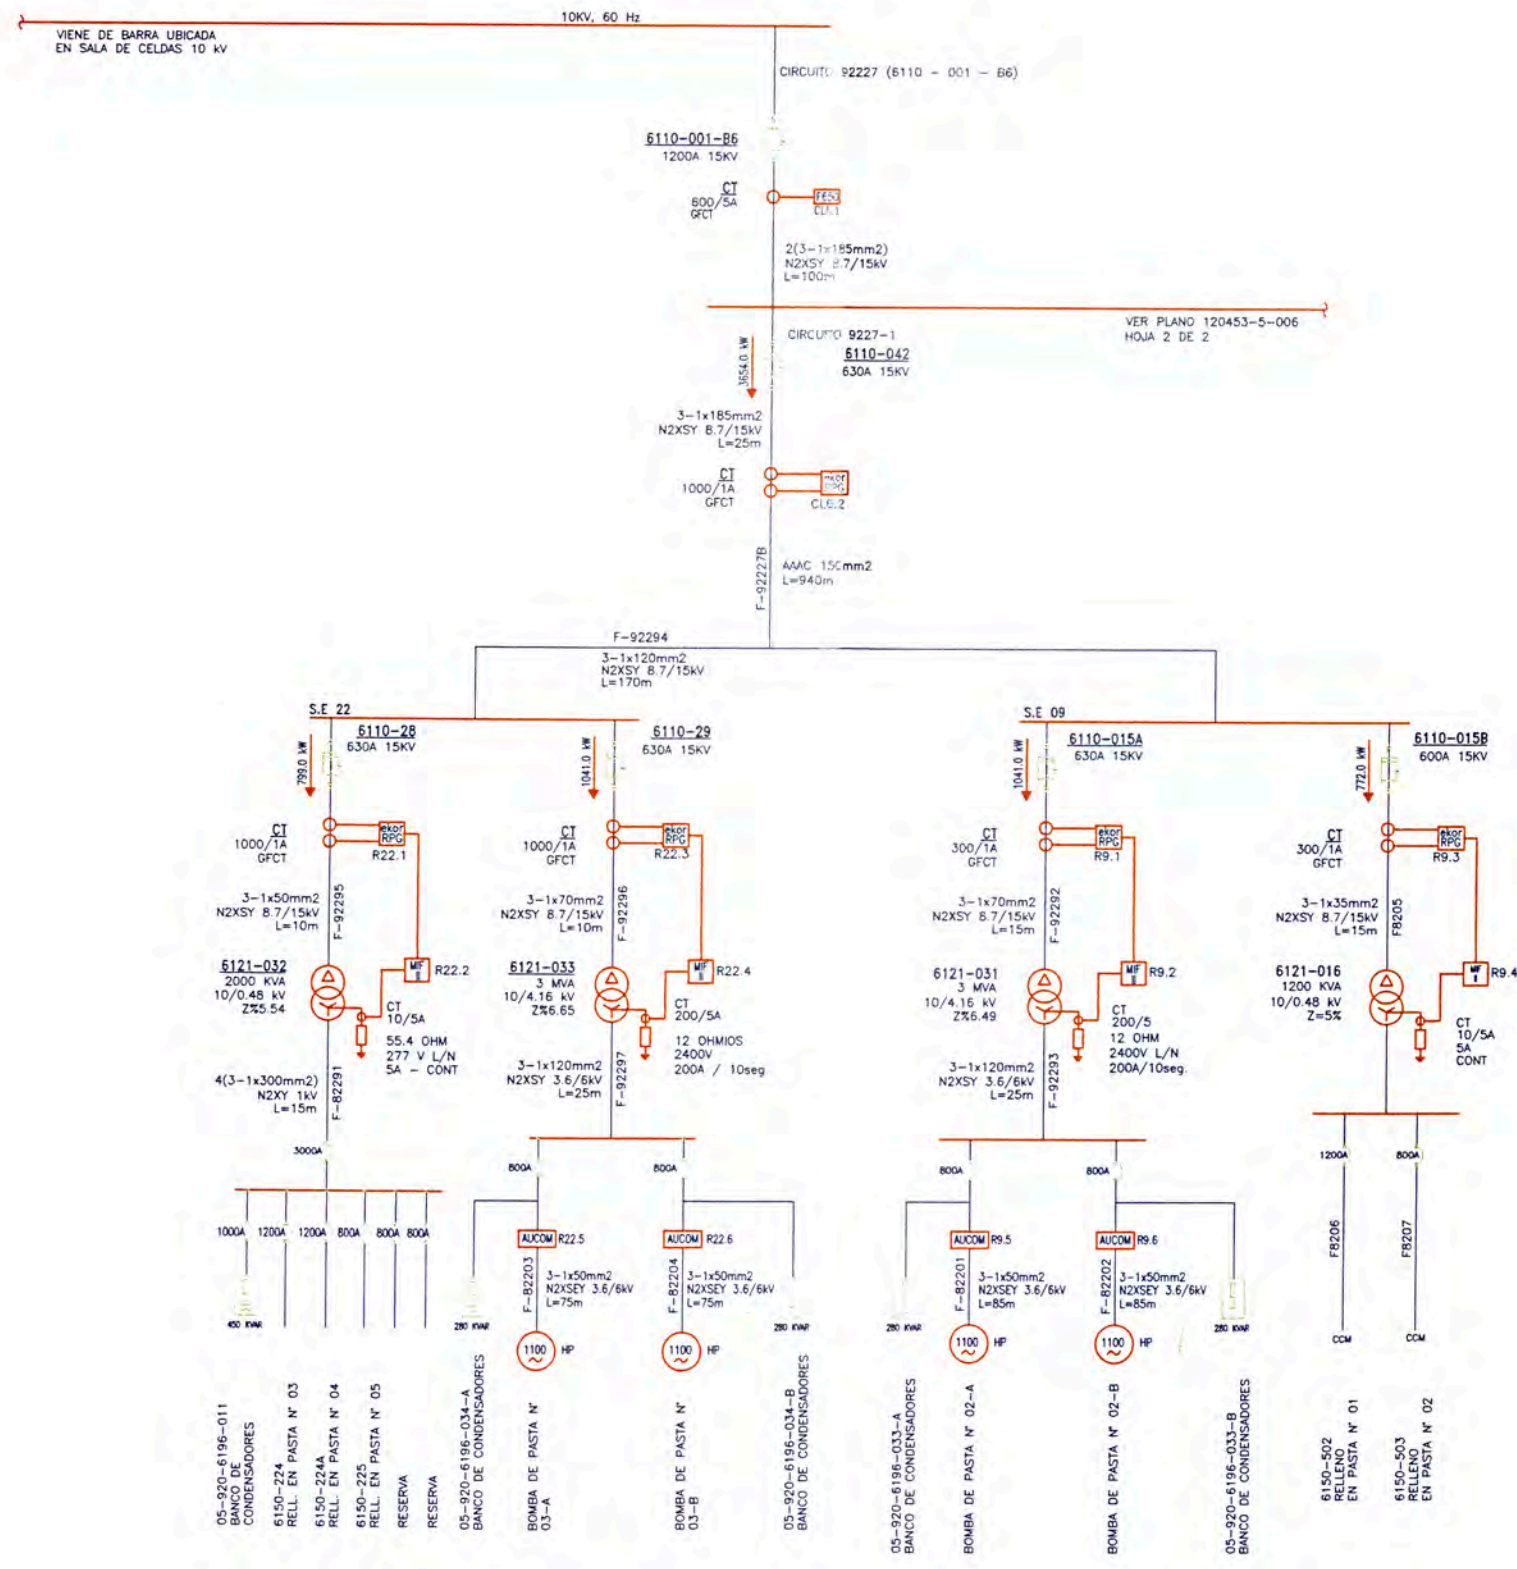 10KV, 60 Hz
VIENE DE BARRA UBICADA
EN SALA DE CELDAS 10 kV
CIRCUITO 92227 (6110 - 001 - B6)
6110-001-B6
1200A 15KV
CT
600/5A
GFCT
2(3-1x185mm2)
N2XSY 8.7/15kV
L=100m
VER PLANO 120453-5-006
HOJA 2 DE 2
CIRCUITO 9227-1
6110-042
630A 15KV
3654.0 kW
3-1x185mm2
N2XSY 8.7/15kV
L=25m
CT
1000/1A
GFCT
ekor
RPG
CL6.2
F-92227B
AAAC 150mm2
L=940m
F-92294
3-1x120mm2
N2XSY 8.7/15kV
L=170m
S.E 22
6110-28
630A 15KV
799.0 kW
6110-29
630A 15KV
1041.0 kW
S.E 09
6110-015A
630A 15KV
1041.0 kW
6110-015B
600A 15KV
772.0 kW
CT
1000/1A
GFCT
ekor
RPG
R22.1
CT
1000/1A
GFCT
ekor
RPG
R22.3
CT
300/1A
GFCT
ekor
RPG
R9.1
CT
300/1A
GFCT
ekor
RPG
R9.3
3-1x50mm2
N2XSY 8.7/15kV
L=10m
F-92295
3-1x70mm2
N2XSY 8.7/15kV
L=10m
F-92296
3-1x70mm2
N2XSY 8.7/15kV
L=15m
F-92292
3-1x35mm2
N2XSY 8.7/15kV
L=15m
F8205
6121-032
2000 KVA
10/0.48 kV
Z%5.54
MIF
II
R22.2
CT
10/5A
55.4 OHM
277 V L/N
5A - CONT
6121-033
3 MVA
10/4.16 kV
Z%6.65
MIF
II
R22.4
CT
200/5A
12 OHMIOS
2400V
200A / 10seg
6121-031
3 MVA
10/4.16 kV
Z%6.49
MIF
II
R9.2
CT
200/5
12 OHM
2400V L/N
200A/10seg.
6121-016
1200 KVA
10/0.48 kV
Z=5%
MIF
R9.4
CT
10/5A
5A
CONT
4(3-1x300mm2)
N2XY 1kV
L=15m
F-82291
3-1x120mm2
N2XSY 3.6/6kV
L=25m
F-92297
3-1x120mm2
N2XSY 3.6/6kV
L=25m
F-92293
3000A
800A
800A
800A
800A
1200A
800A
1000A
1200A
1200A
800A
800A
800A
AUCOM R22.5
AUCOM R22.6
AUCOM R9.5
AUCOM R9.6
F8206
F8207
F-82203
3-1x50mm2
N2XSEY 3.6/6kV
L=75m
F-82204
3-1x50mm2
N2XSEY 3.6/6kV
L=75m
F-82201
3-1x50mm2
N2XSEY 3.6/6kV
L=85m
F-82202
3-1x50mm2
N2XSEY 3.6/6kV
L=85m
450 KVAR
280 KVAR
1100 HP
1100 HP
280 KVAR
280 KVAR
1100 HP
1100 HP
280 KVAR
CCM
CCM
05-920-6196-011
BANCO DE
CONDENSADORES
6150-224
RELL. EN PASTA N° 03
6150-224A
RELL. EN PASTA N° 04
6150-225
RELL. EN PASTA N° 05
RESERVA
RESERVA
05-920-6196-034-A
BANCO DE CONDENSADORES
BOMBA DE PASTA N°
03-A
BOMBA DE PASTA N°
03-B
05-920-6196-034-B
BANCO DE CONDENSADORES
05-920-6196-033-A
BANCO DE CONDENSADORES
BOMBA DE PASTA N° 02-A
BOMBA DE PASTA N° 02-B
05-920-6196-033-B
BANCO DE CONDENSADORES
6150-502
RELLENO
EN PASTA N° 01
6150-503
RELLENO
EN PASTA N° 02